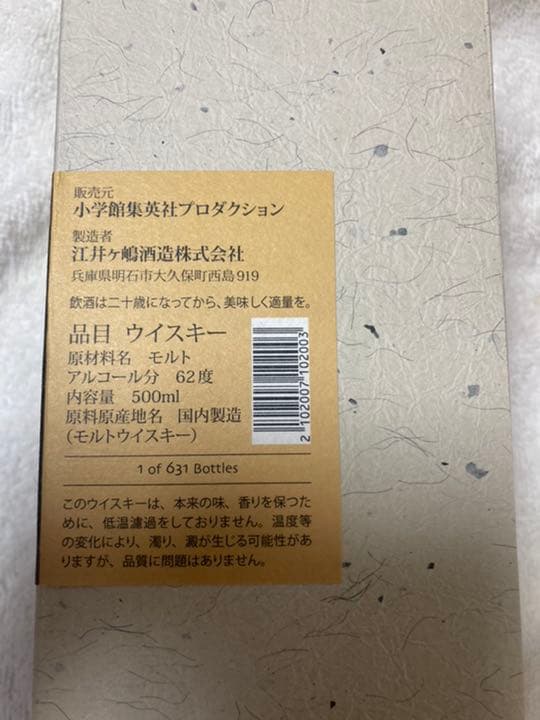 販売元
小学館集英社プロダクション
製造者
江井ヶ嶋酒造株式会社
兵庫県明石市大久保町西島919
飲酒は二十歳になってから、美味しく適量を。
品目 ウイスキー
原材料名 モルト
アルコール分 62度
内容量 500ml
原料原産地名 国内製造
（モルトウイスキー）
2 102007 102003
1 of 631 Bottles
このウイスキーは、本来の味、香りを保つた
めに、低温濾過をしておりません。温度等
の変化により、濁り、澱が生じる可能性があ
りますが、品質に問題はありません。